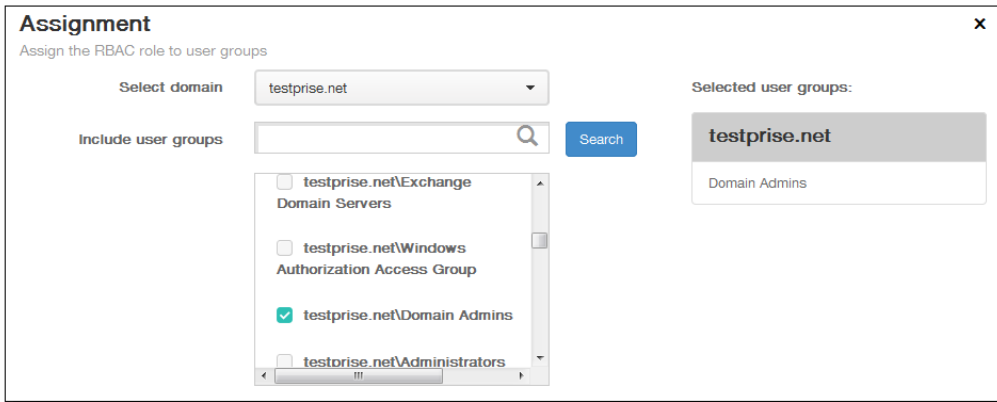 Assignment
x
Assign the RBAC role to user groups
Select domain
testprise.net
Selected user groups:
Include user groups
Search
testprise.net
Domain Admins
testprise.net\Exchange
Domain Servers
testprise.net\Windows
Authorization Access Group
testprise.net\Domain Admins
testprise.net\Administrators